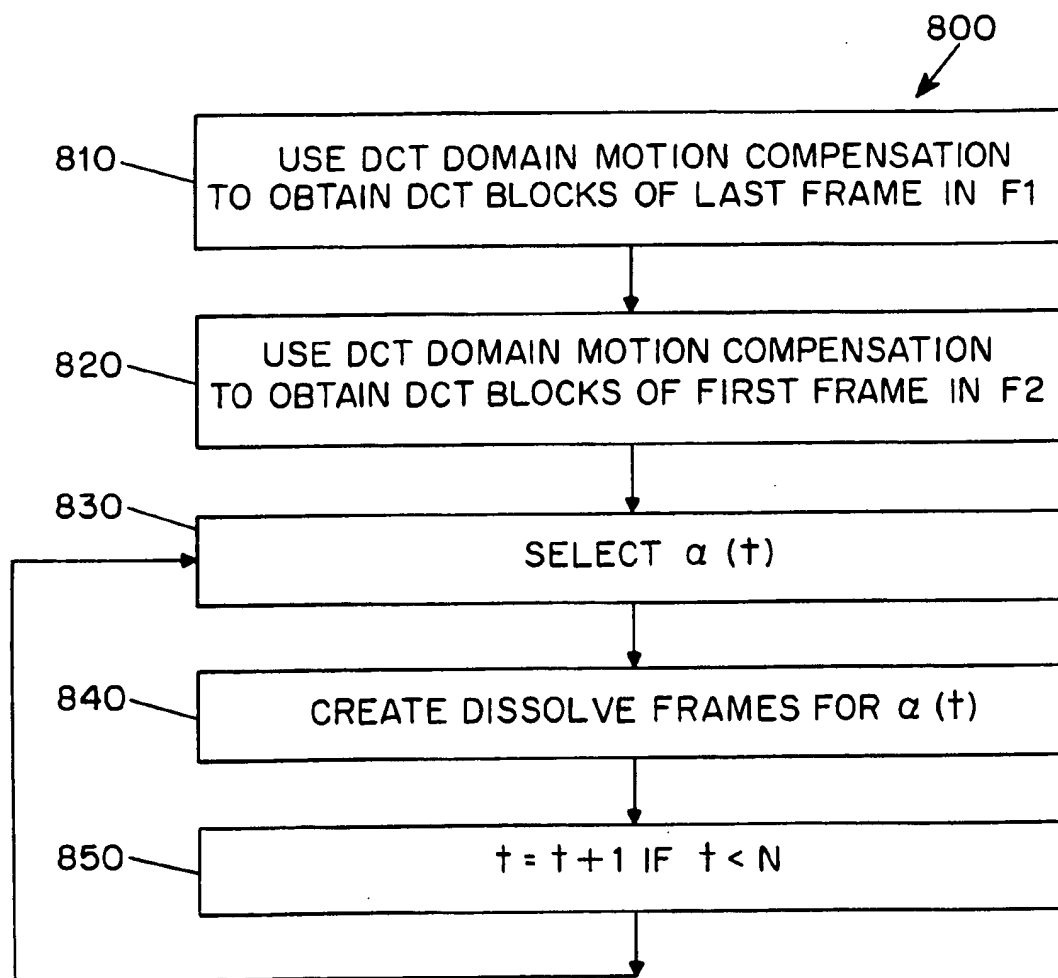 800
810
USE DCT DOMAIN MOTION COMPENSATION
TO OBTAIN DCT BLOCKS OF LAST FRAME IN F1
820
USE DCT DOMAIN MOTION COMPENSATION
TO OBTAIN DCT BLOCKS OF FIRST FRAME IN F2
830
SELECT α (t)
840
CREATE DISSOLVE FRAMES FOR α (t)
850
t = t + 1 IF t < N